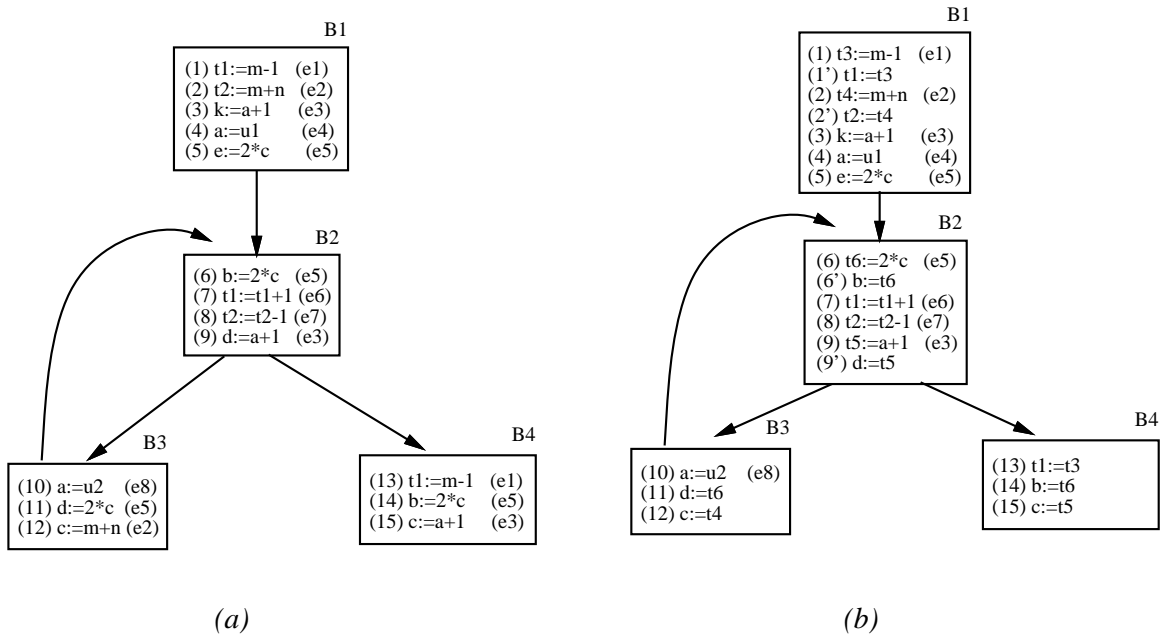 B1
(1) t1:=m-1 (e1)
(2) t2:=m+n (e2)
(3) k:=a+1 (e3)
(4) a:=u1 (e4)
(5) e:=2*c (e5)
B2
(6) b:=2*c (e5)
(7) t1:=t1+1 (e6)
(8) t2:=t2-1 (e7)
(9) d:=a+1 (e3)
B3
(10) a:=u2 (e8)
(11) d:=2*c (e5)
(12) c:=m+n (e2)
B4
(13) t1:=m-1 (e1)
(14) b:=2*c (e5)
(15) c:=a+1 (e3)
(a)
B1
(1) t3:=m-1 (e1)
(1') t1:=t3
(2) t4:=m+n (e2)
(2') t2:=t4
(3) k:=a+1 (e3)
(4) a:=u1 (e4)
(5) e:=2*c (e5)
B2
(6) t6:=2*c (e5)
(6') b:=t6
(7) t1:=t1+1 (e6)
(8) t2:=t2-1 (e7)
(9) t5:=a+1 (e3)
(9') d:=t5
B3
(10) a:=u2 (e8)
(11) d:=t6
(12) c:=t4
B4
(13) t1:=t3
(14) b:=t6
(15) c:=t5
(b)